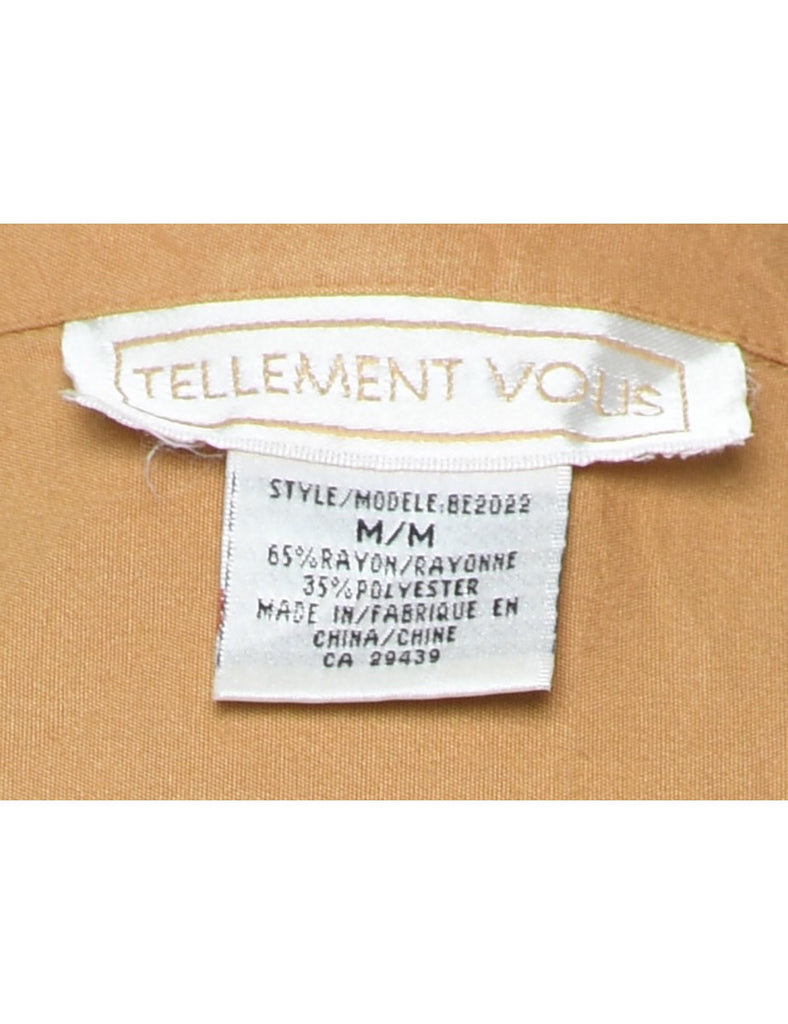 TELLEMENT VOUS
STYLE/MODELE:BE2022
M/M
65%RAYON/RAYONNE
35%POLYESTER
MADE IN/FABRIQUE EN
CHINA/CHINE
CA 29439